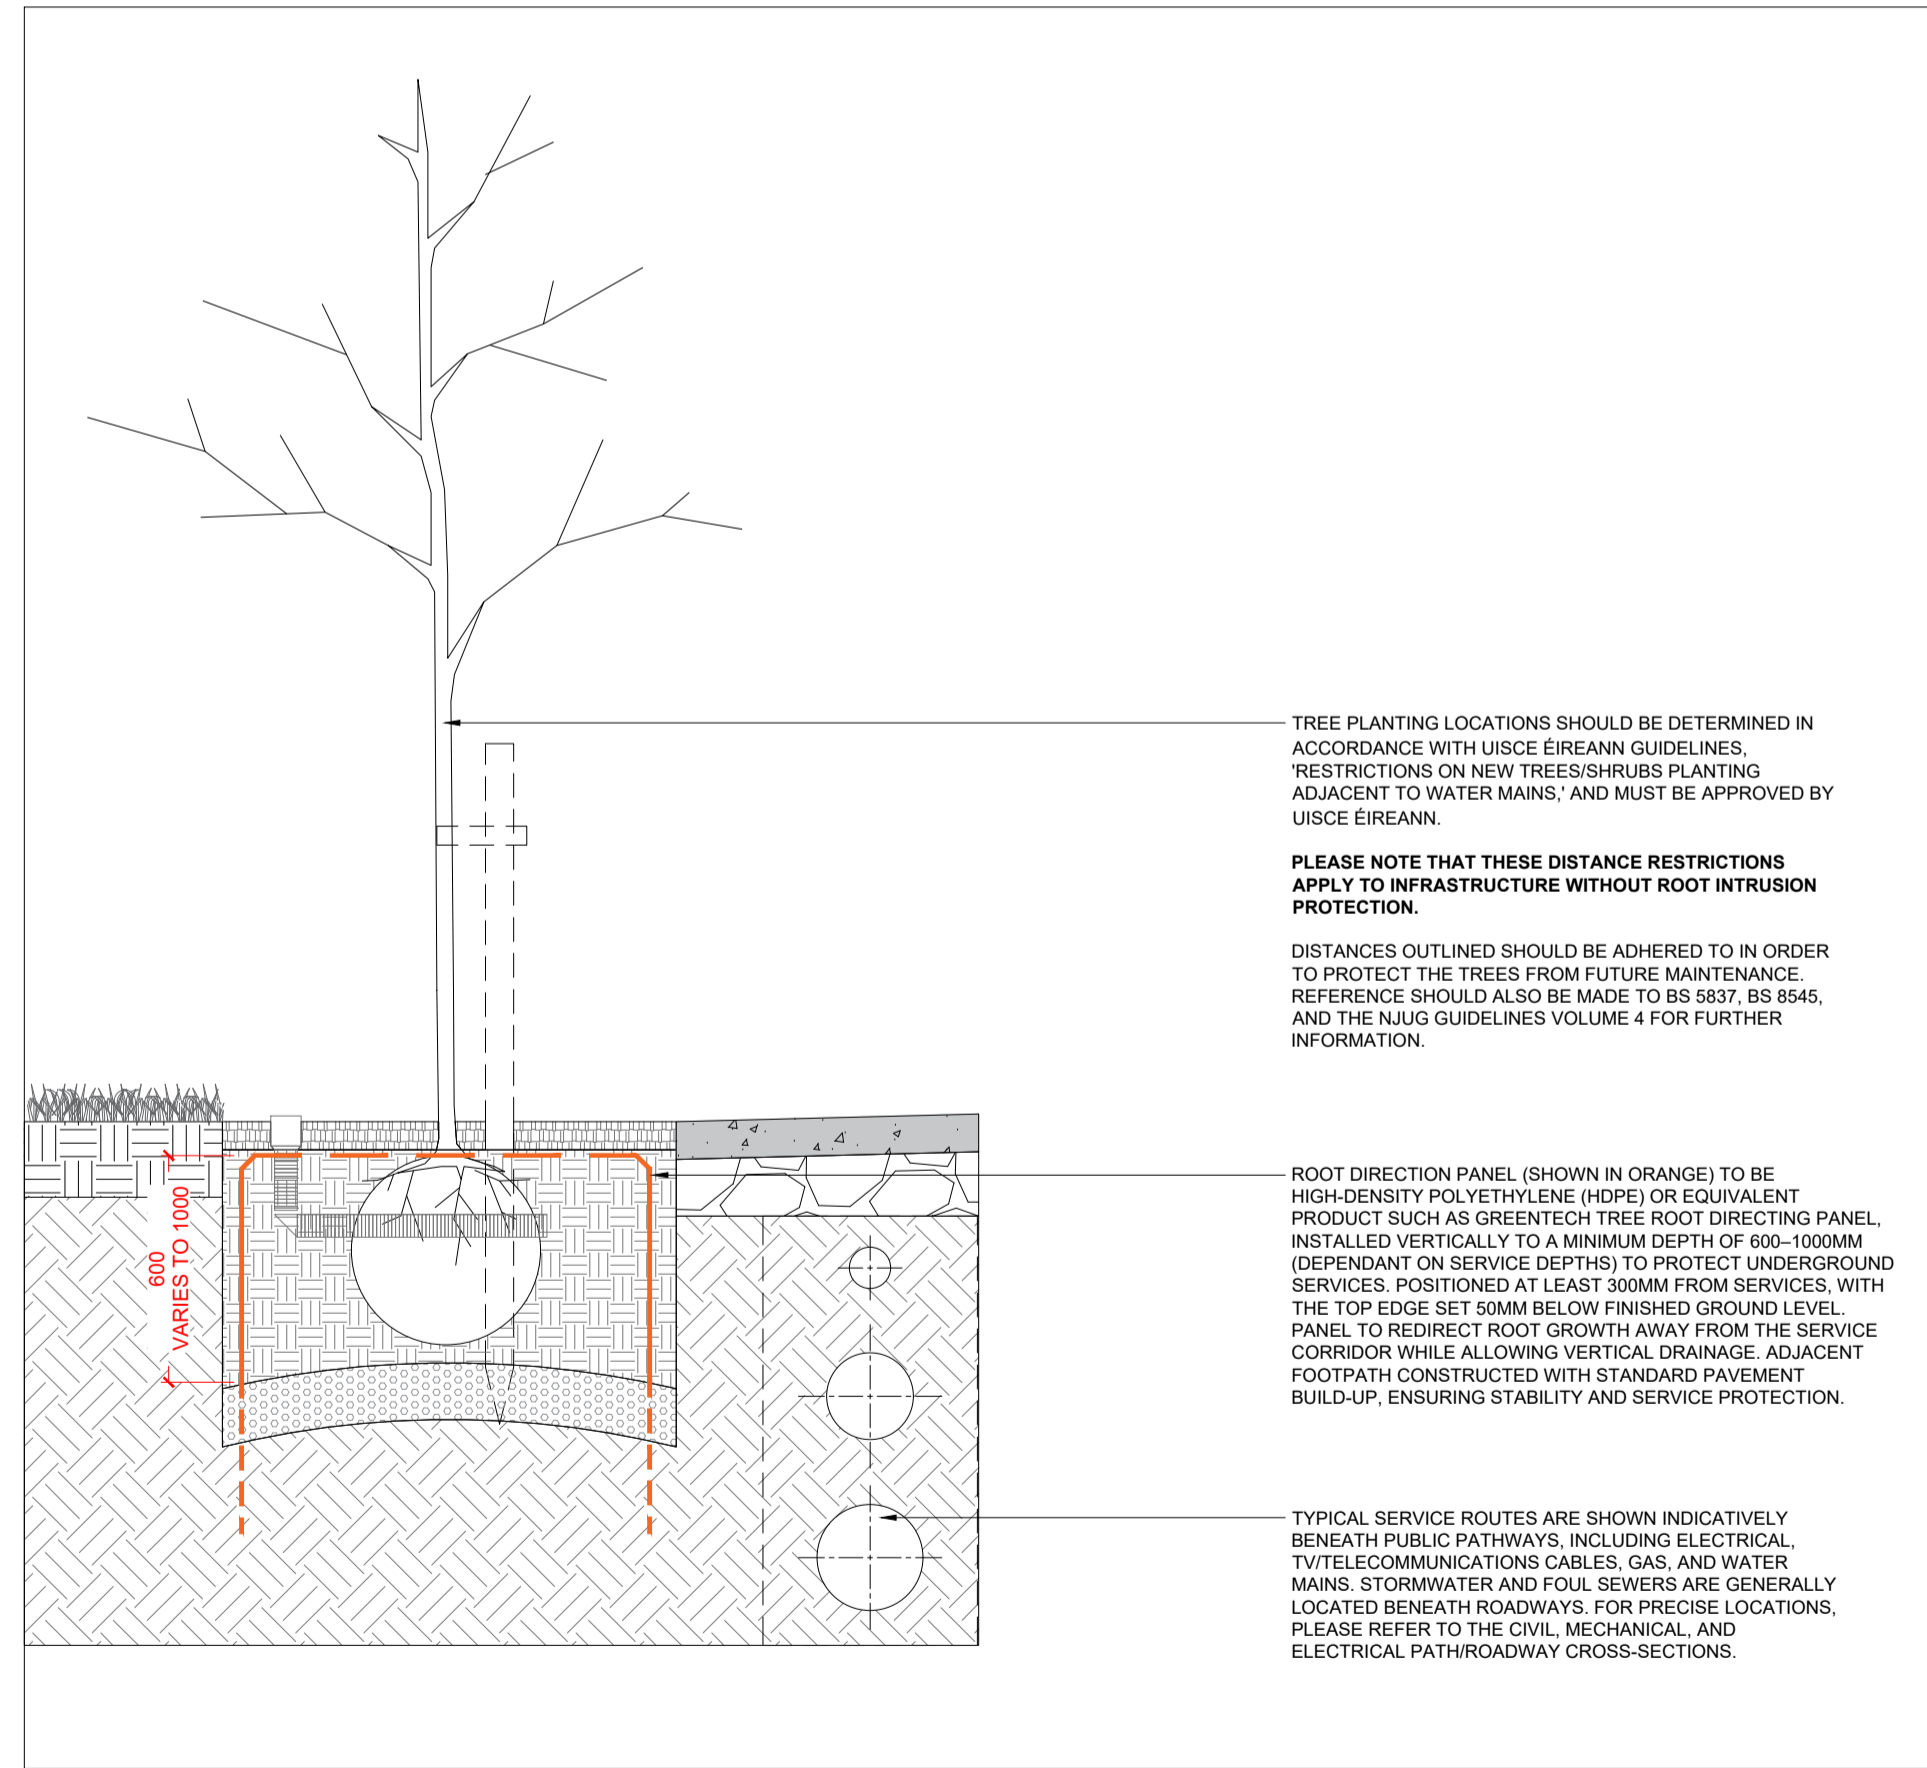 TREE PLANTING LOCATIONS SHOULD BE DETERMINED IN
ACCORDANCE WITH UISCE ÉIREANN GUIDELINES,
'RESTRICTIONS ON NEW TREES/SHRUBS PLANTING
ADJACENT TO WATER MAINS,' AND MUST BE APPROVED BY
UISCE ÉIREANN.
PLEASE NOTE THAT THESE DISTANCE RESTRICTIONS
APPLY TO INFRASTRUCTURE WITHOUT ROOT INTRUSION
PROTECTION.
DISTANCES OUTLINED SHOULD BE ADHERED TO IN ORDER
TO PROTECT THE TREES FROM FUTURE MAINTENANCE.
REFERENCE SHOULD ALSO BE MADE TO BS 5837, BS 8545,
AND THE NJUG GUIDELINES VOLUME 4 FOR FURTHER
INFORMATION.
600
VARIES TO 1000
ROOT DIRECTION PANEL (SHOWN IN ORANGE) TO BE
HIGH-DENSITY POLYETHYLENE (HDPE) OR EQUIVALENT
PRODUCT SUCH AS GREENTECH TREE ROOT DIRECTING PANEL,
INSTALLED VERTICALLY TO A MINIMUM DEPTH OF 600–1000MM
(DEPENDANT ON SERVICE DEPTHS) TO PROTECT UNDERGROUND
SERVICES. POSITIONED AT LEAST 300MM FROM SERVICES, WITH
THE TOP EDGE SET 50MM BELOW FINISHED GROUND LEVEL.
PANEL TO REDIRECT ROOT GROWTH AWAY FROM THE SERVICE
CORRIDOR WHILE ALLOWING VERTICAL DRAINAGE. ADJACENT
FOOTPATH CONSTRUCTED WITH STANDARD PAVEMENT
BUILD-UP, ENSURING STABILITY AND SERVICE PROTECTION.
TYPICAL SERVICE ROUTES ARE SHOWN INDICATIVELY
BENEATH PUBLIC PATHWAYS, INCLUDING ELECTRICAL,
TV/TELECOMMUNICATIONS CABLES, GAS, AND WATER
MAINS. STORMWATER AND FOUL SEWERS ARE GENERALLY
LOCATED BENEATH ROADWAYS. FOR PRECISE LOCATIONS,
PLEASE REFER TO THE CIVIL, MECHANICAL, AND
ELECTRICAL PATH/ROADWAY CROSS-SECTIONS.